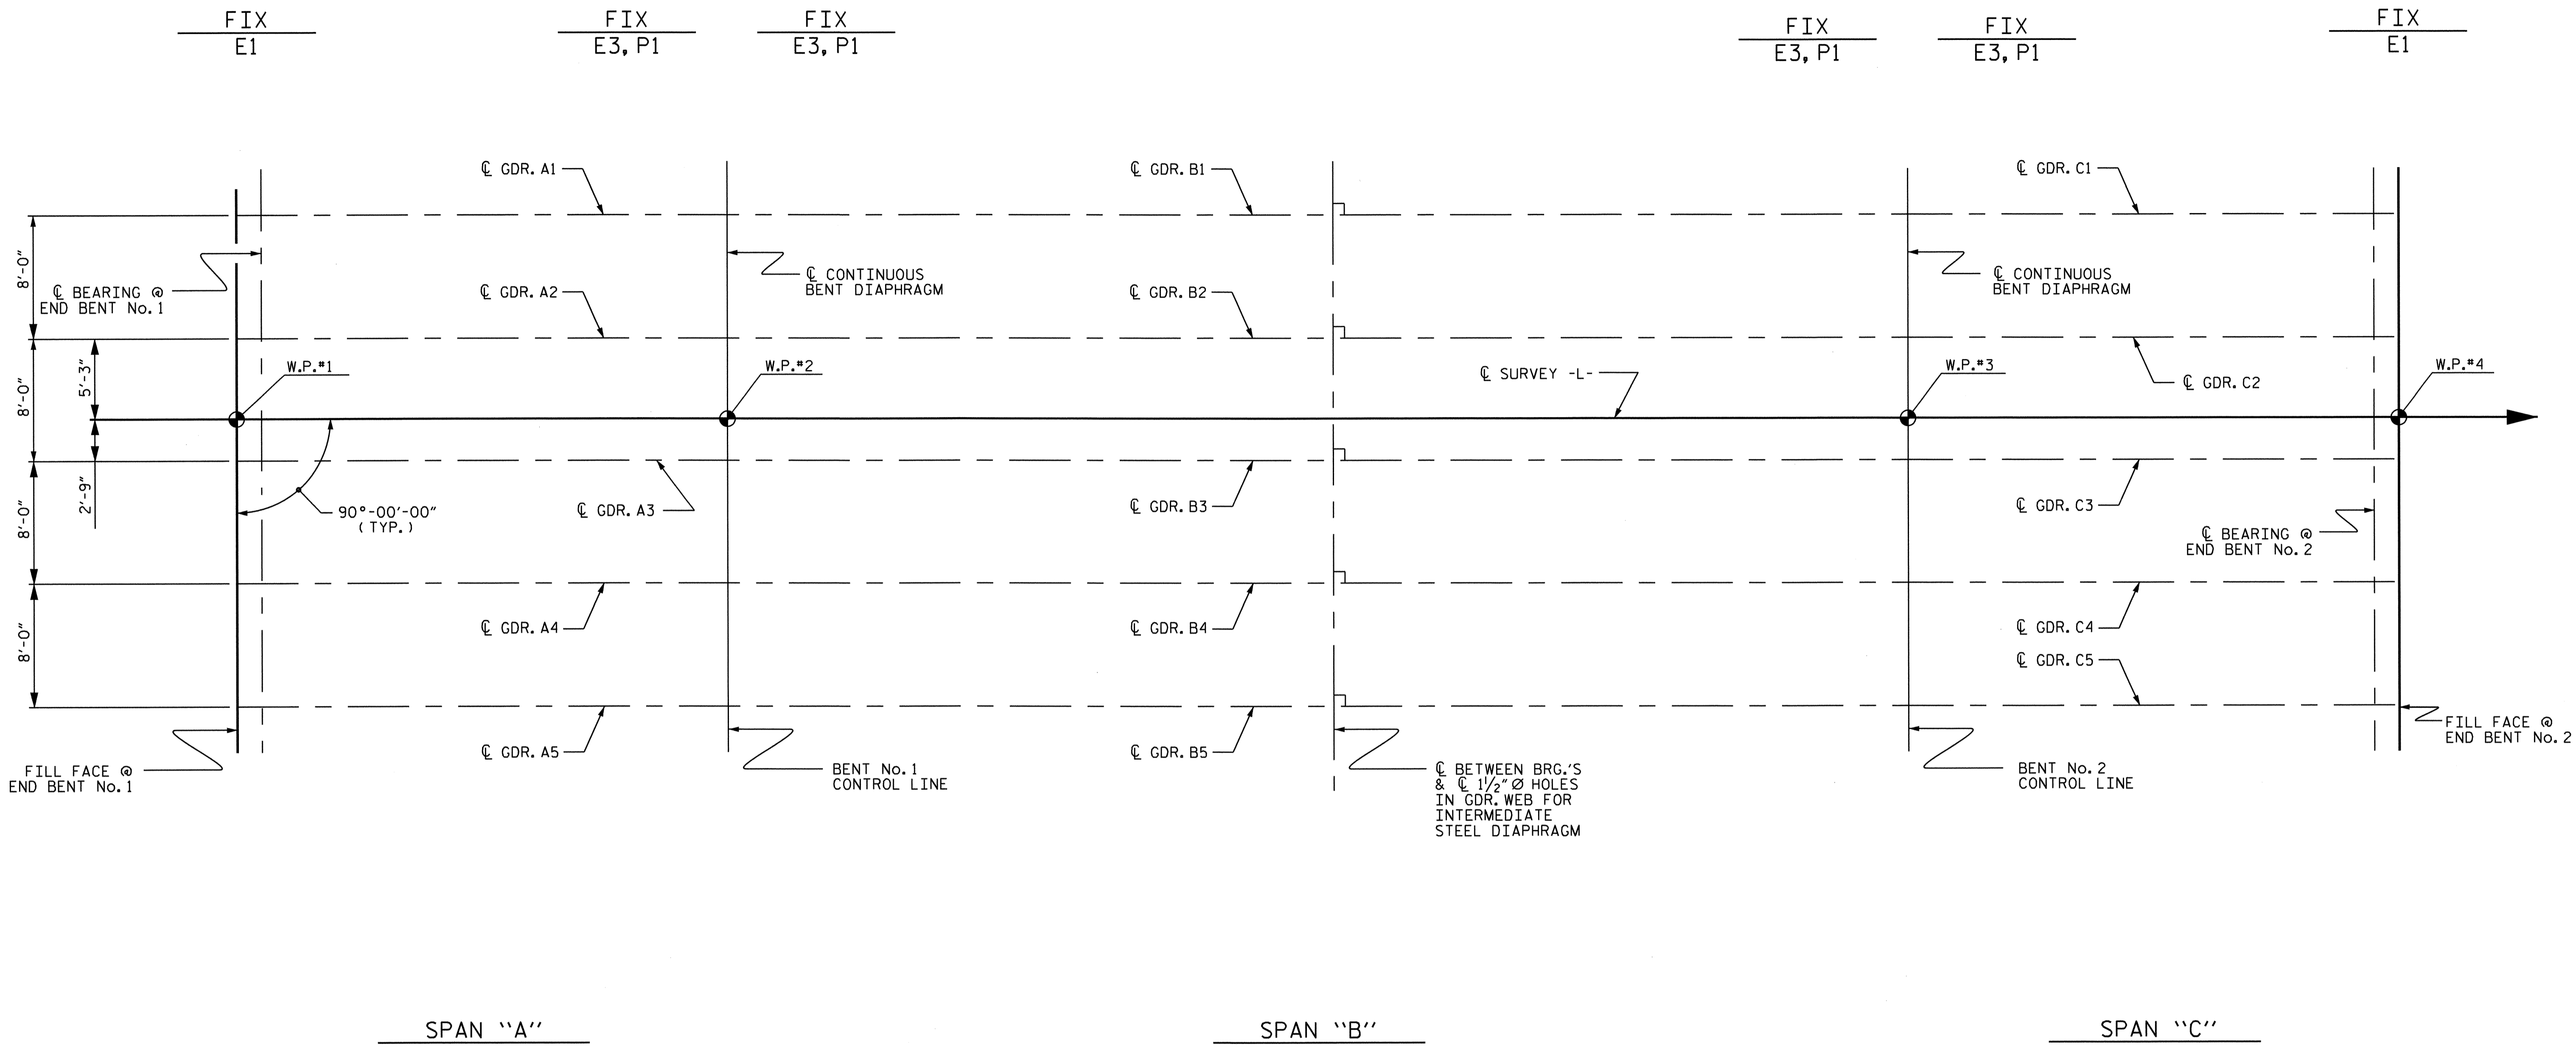 FIX
E1
FIX
E3, P1
FIX
E3, P1
FIX
E3, P1
FIX
E3, P1
FIX
E1
℄ GDR. A1
℄ GDR. B1
℄ GDR. C1
8'-0"
℄ BEARING @
END BENT No. 1
℄ CONTINUOUS
BENT DIAPHRAGM
℄ CONTINUOUS
BENT DIAPHRAGM
℄ GDR. A2
℄ GDR. B2
8'-0"
5'-3"
W.P.#1
W.P.#2
℄ SURVEY -L-
W.P.#3
℄ GDR. C2
W.P.#4
2'-9"
8'-0"
90°-00'-00"
(TYP.)
℄ GDR. A3
℄ GDR. B3
℄ GDR. C3
℄ BEARING @
END BENT No. 2
8'-0"
℄ GDR. A4
℄ GDR. B4
℄ GDR. C4
℄ GDR. C5
℄ GDR. A5
℄ GDR. B5
FILL FACE @
END BENT No. 2
FILL FACE @
END BENT No. 1
BENT No. 1
CONTROL LINE
℄ BETWEEN BRG.'S
& ℄ 1 1/2" Ø HOLES
IN GDR. WEB FOR
INTERMEDIATE
STEEL DIAPHRAGM
BENT No. 2
CONTROL LINE
SPAN "A"
SPAN "B"
SPAN "C"